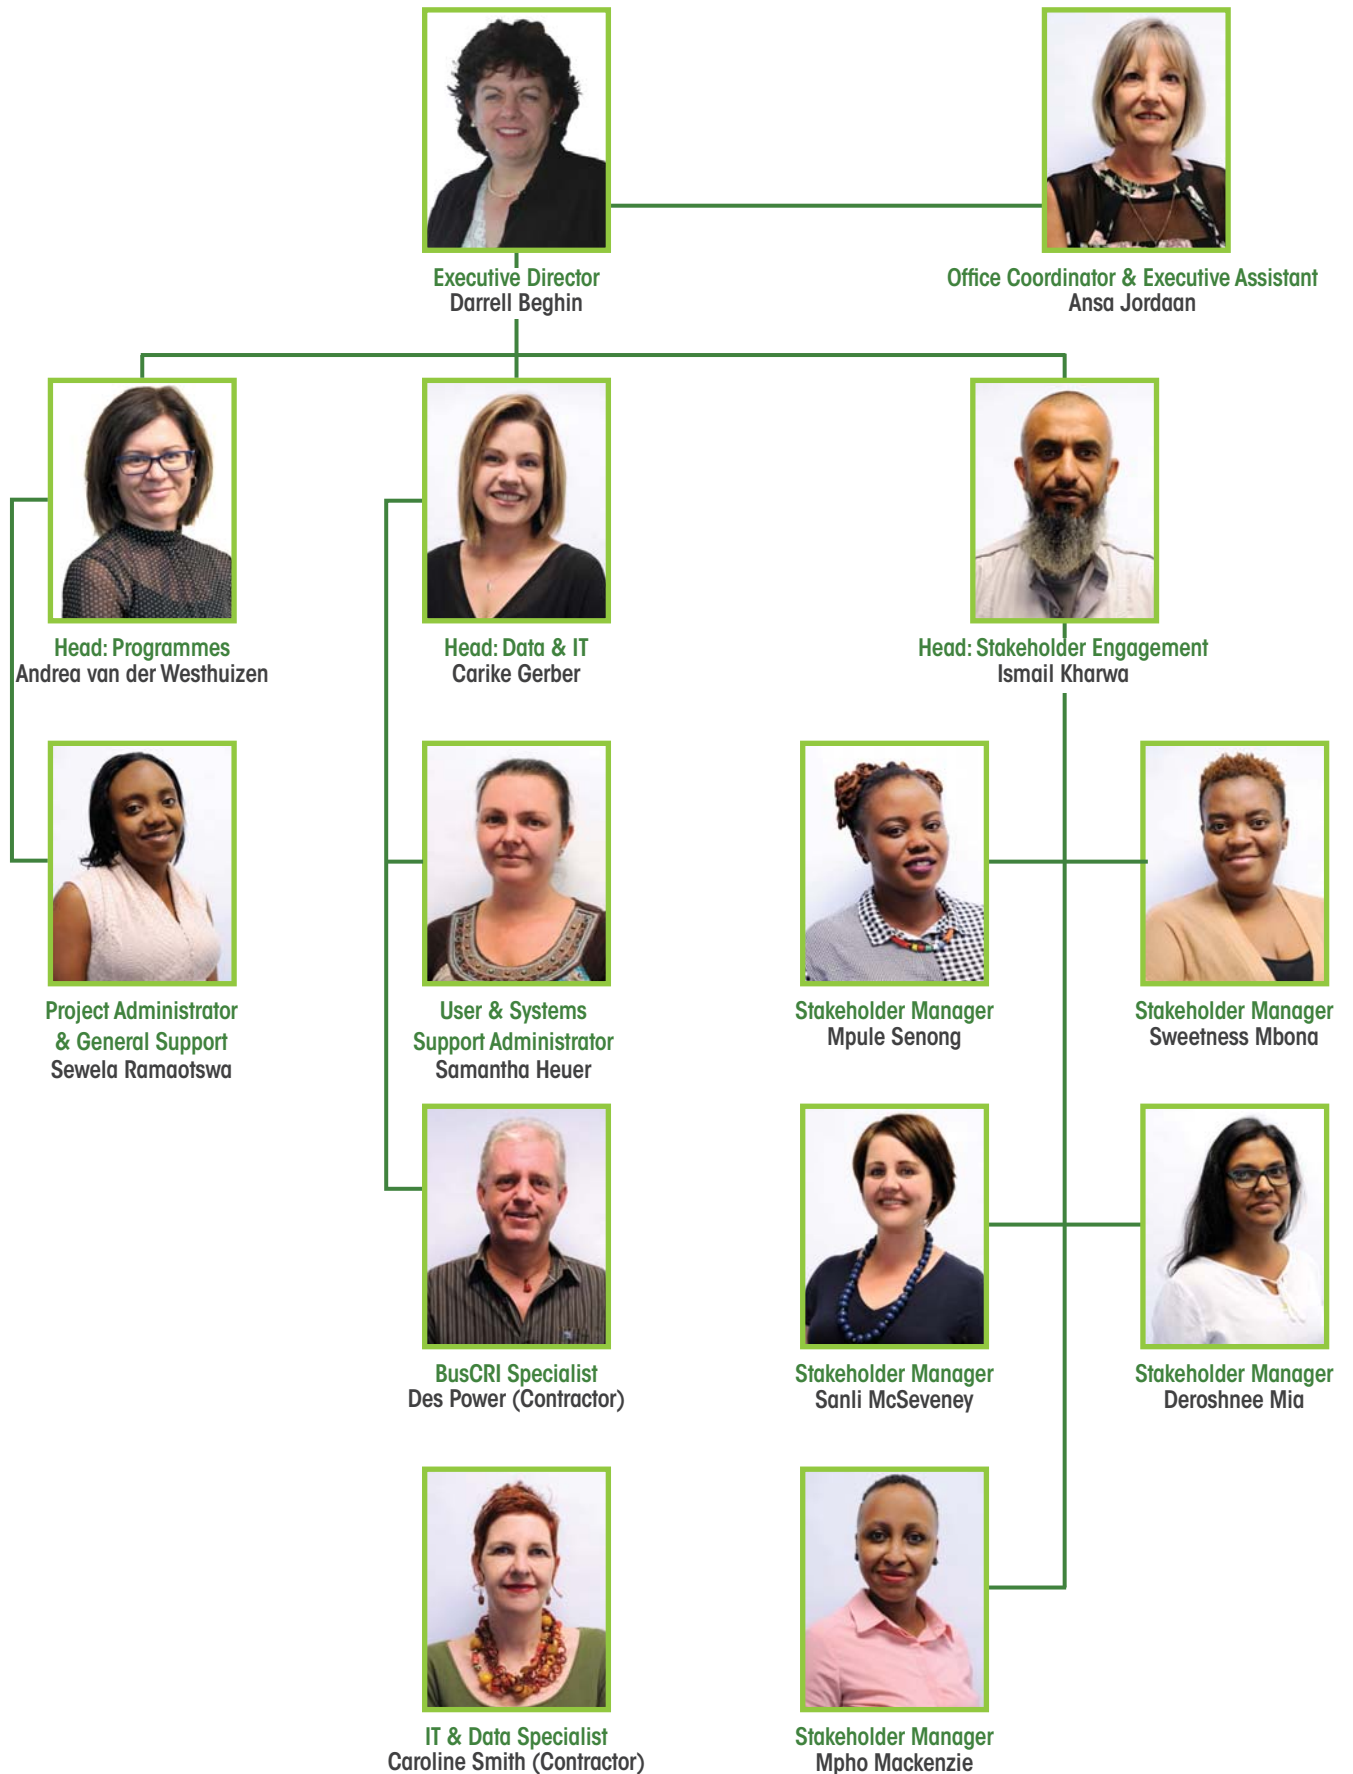 Executive Director
Darrell Beghin
Office Coordinator & Executive Assistant
Ansa Jordaan
Head: Programmes
Andrea van der Westhuizen
Head: Data & IT
Carike Gerber
Head: Stakeholder Engagement
Ismail Kharwa
Project Administrator
& General Support
Sewela Ramaotswa
User & Systems
Support Administrator
Samantha Heuer
Stakeholder Manager
Mpule Senong
Stakeholder Manager
Sweetness Mbona
BusCRI Specialist
Des Power (Contractor)
Stakeholder Manager
Sanli McSeveney
Stakeholder Manager
Deroshnee Mia
IT & Data Specialist
Caroline Smith (Contractor)
Stakeholder Manager
Mpho Mackenzie